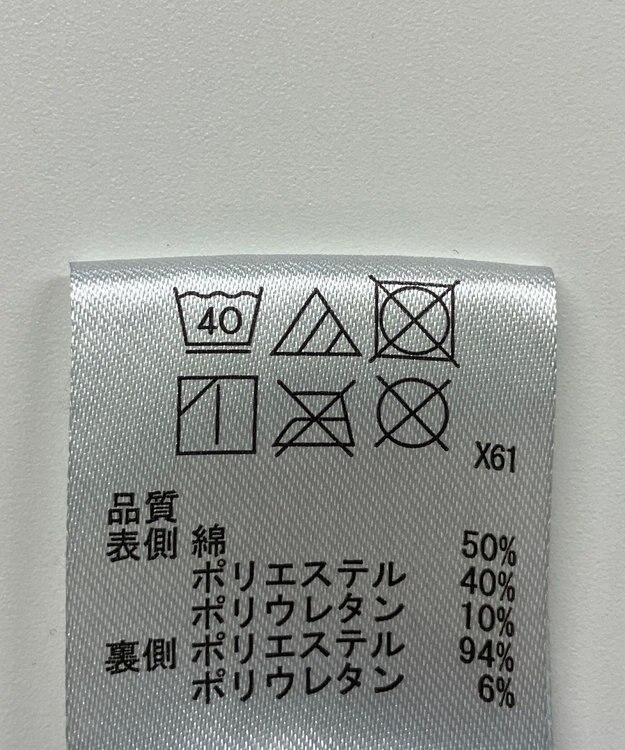 40
X61
品質
表側 綿 50%
ポリエステル 40%
ポリウレタン 10%
裏側 ポリエステル 94%
ポリウレタン 6%